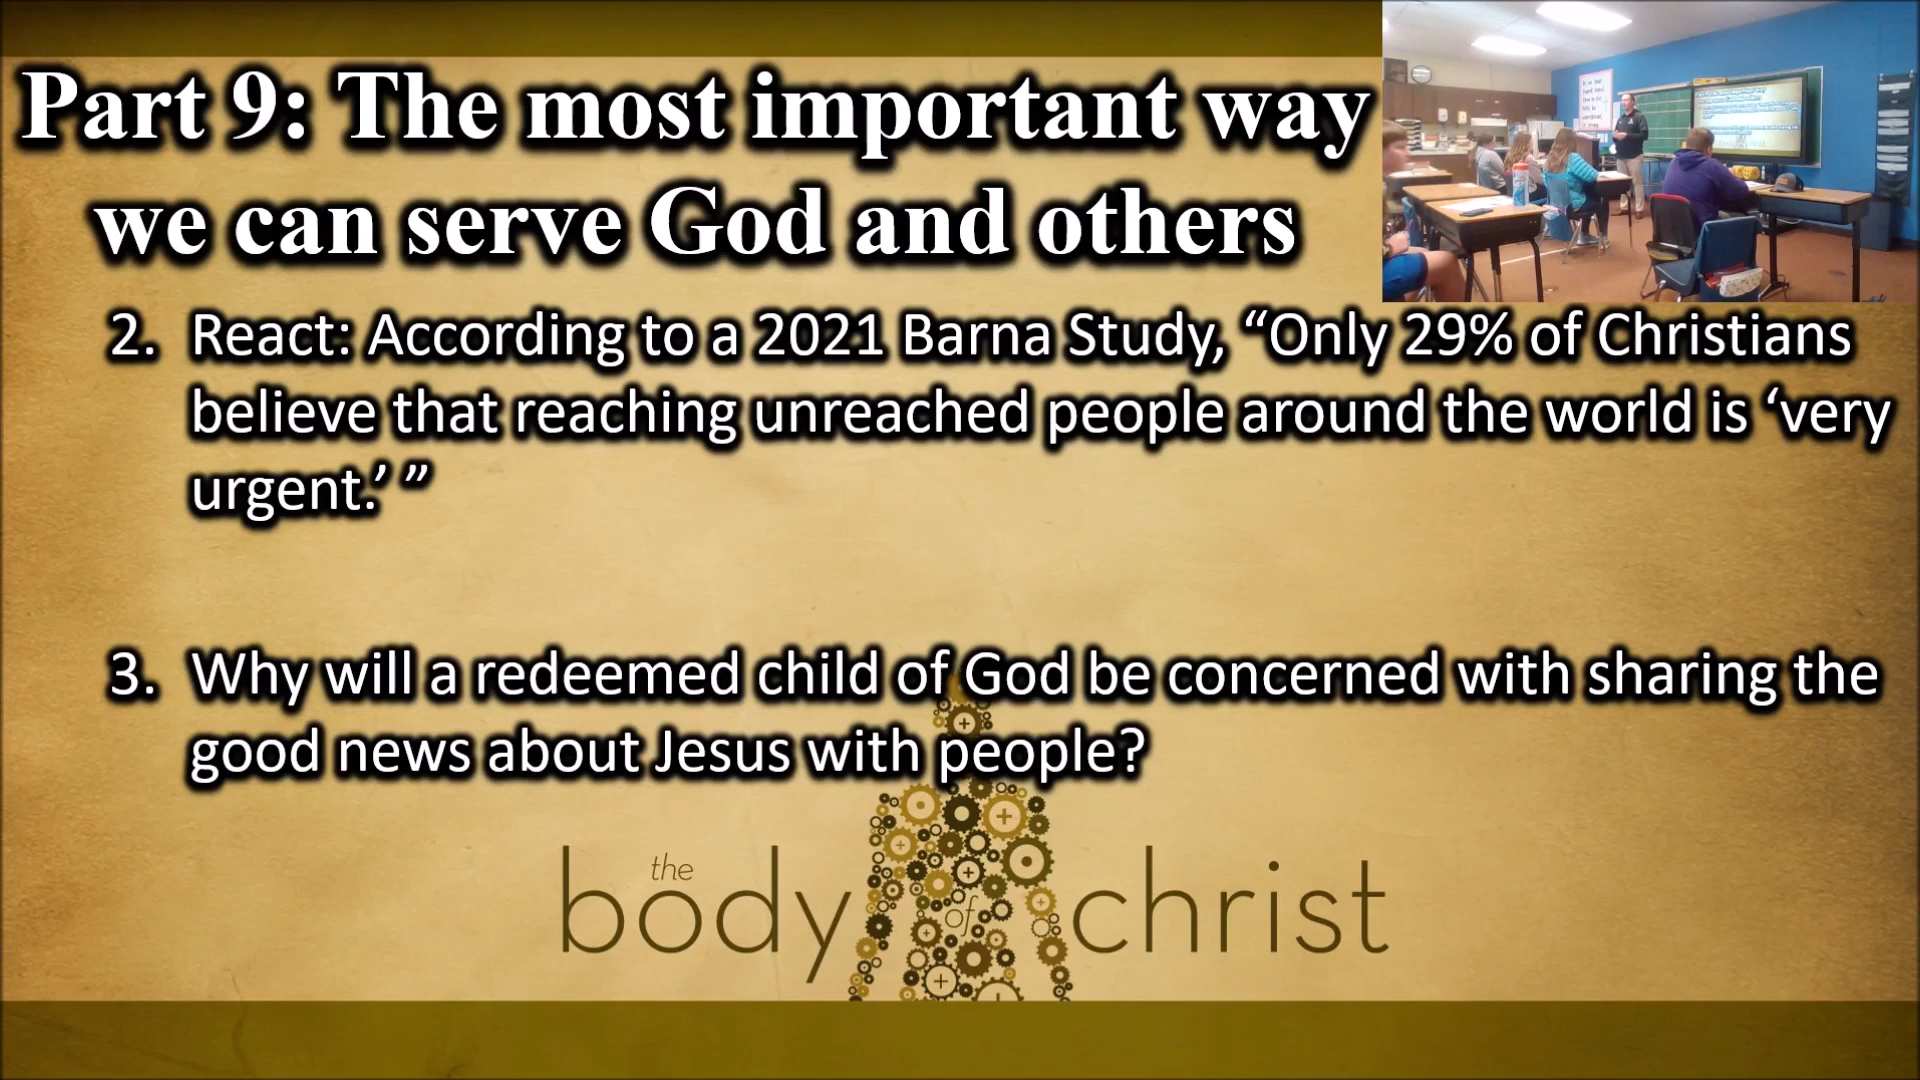 Part 9: The most important way
we can serve God and others
2. React: According to a 2021 Barna Study, “Only 29% of Christians
believe that reaching unreached people around the world is ‘very
urgent.’ ”
3. Why will a redeemed child of God be concerned with sharing the
good news about Jesus with people?
the body of christ